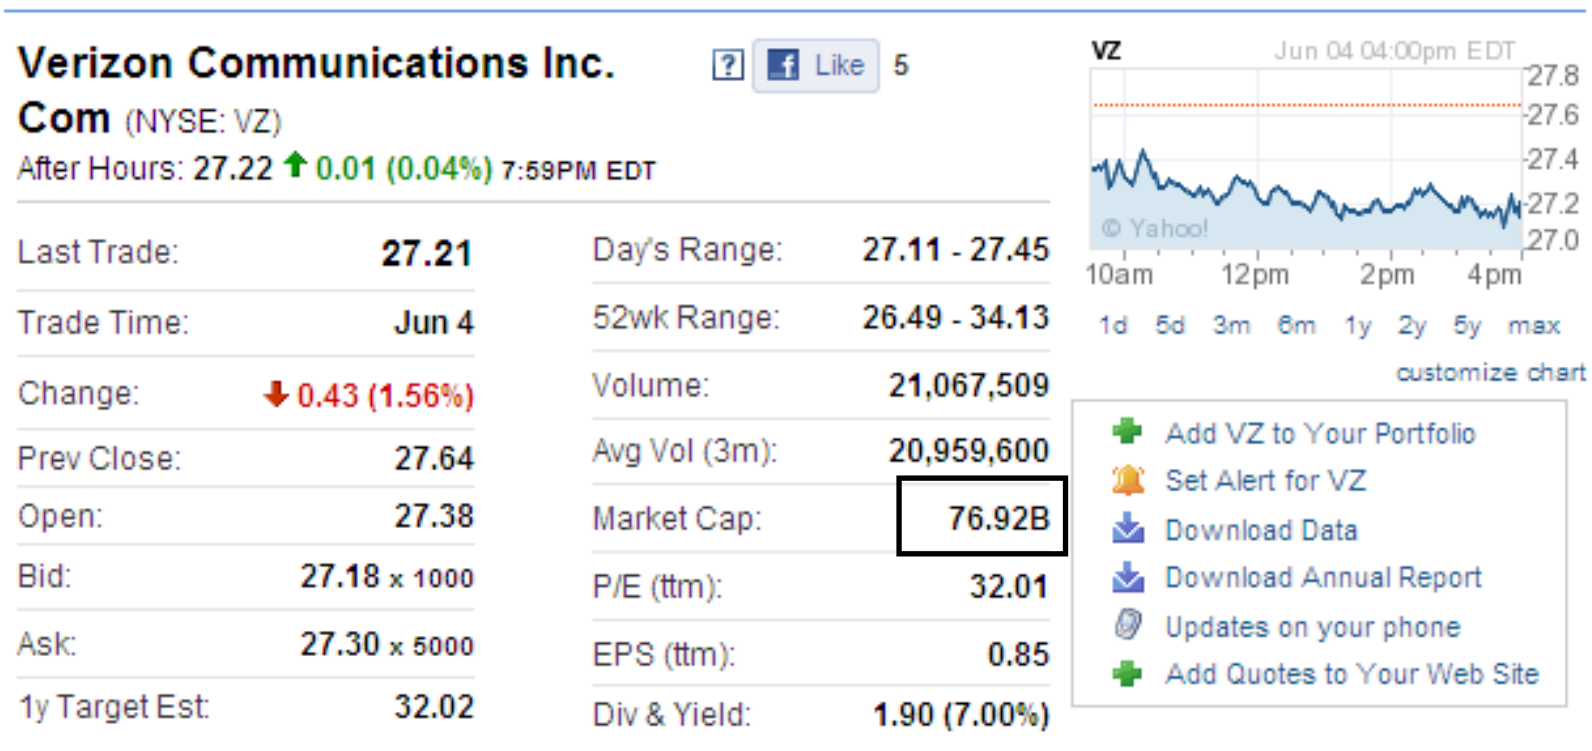 Verizon Communications Inc.
Com (NYSE: VZ)
? f Like 5
After Hours: 27.22 0.01 (0.04%) 7:59PM EDT
Last Trade: 27.21
Trade Time: Jun 4
Change: 0.43 (1.56%)
Prev Close: 27.64
Open: 27.38
Bid: 27.18 x 1000
Ask: 27.30 x 5000
1y Target Est: 32.02
Day's Range: 27.11 - 27.45
52wk Range: 26.49 - 34.13
Volume: 21,067,509
Avg Vol (3m): 20,959,600
Market Cap: 76.92B
P/E (ttm): 32.01
EPS (ttm): 0.85
Div & Yield: 1.90 (7.00%)
VZ Jun 04 04:00pm EDT
27.8
27.6
27.4
27.2
27.0
© Yahoo!
10am 12pm 2pm 4pm
1d 5d 3m 6m 1y 2y 5y max
customize chart
Add VZ to Your Portfolio
Set Alert for VZ
Download Data
Download Annual Report
Updates on your phone
Add Quotes to Your Web Site